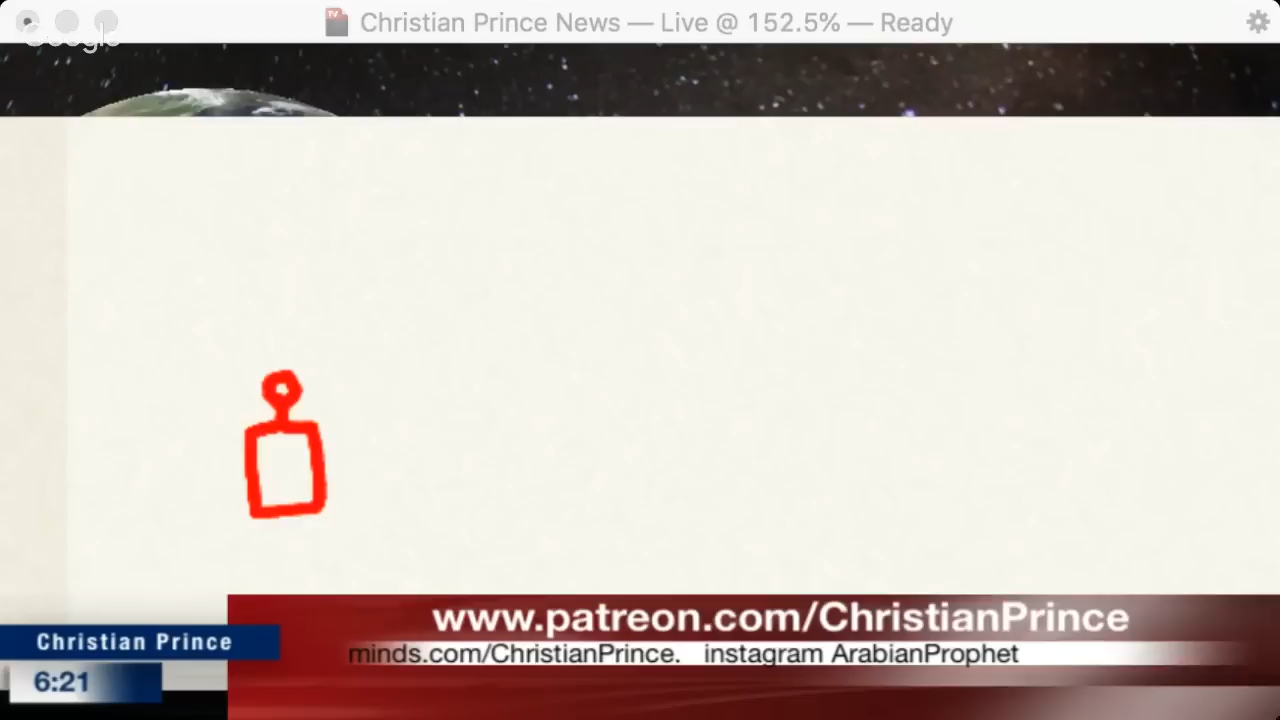 Christian Prince News — Live @ 152.5% — Ready
Google
www.patreon.com/ChristianPrince
minds.com/ChristianPrince. instagram ArabianProphet
Christian Prince
6:21